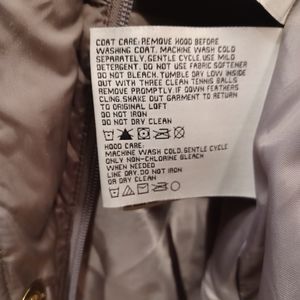 COAT CARE: REMOVE HOOD BEFORE
WASHING COAT. MACHINE WASH COLD
SEPARATELY, GENTLE CYCLE USE MILD
DETERGENT. DO NOT USE FABRIC SOFTENER
DO NOT BLEACH, TUMBLE DRY LOW INSIDE
OUT WITH THREE CLEAN TENNIS BALLS
REMOVE PROMPTLY. IF DOWN FEATHERS
CLING, SHAKE OUT GARMENT TO RETURN
TO ORIGINAL LOFT
DO NOT IRON
DO NOT DRY CLEAN
HOOD CARE:
MACHINE WASH COLD, GENTLE CYCLE
ONLY NON-CHLORINE BLEACH
WHEN NEEDED
LINE DRY, DO NOT IRON
OR DRY CLEAN